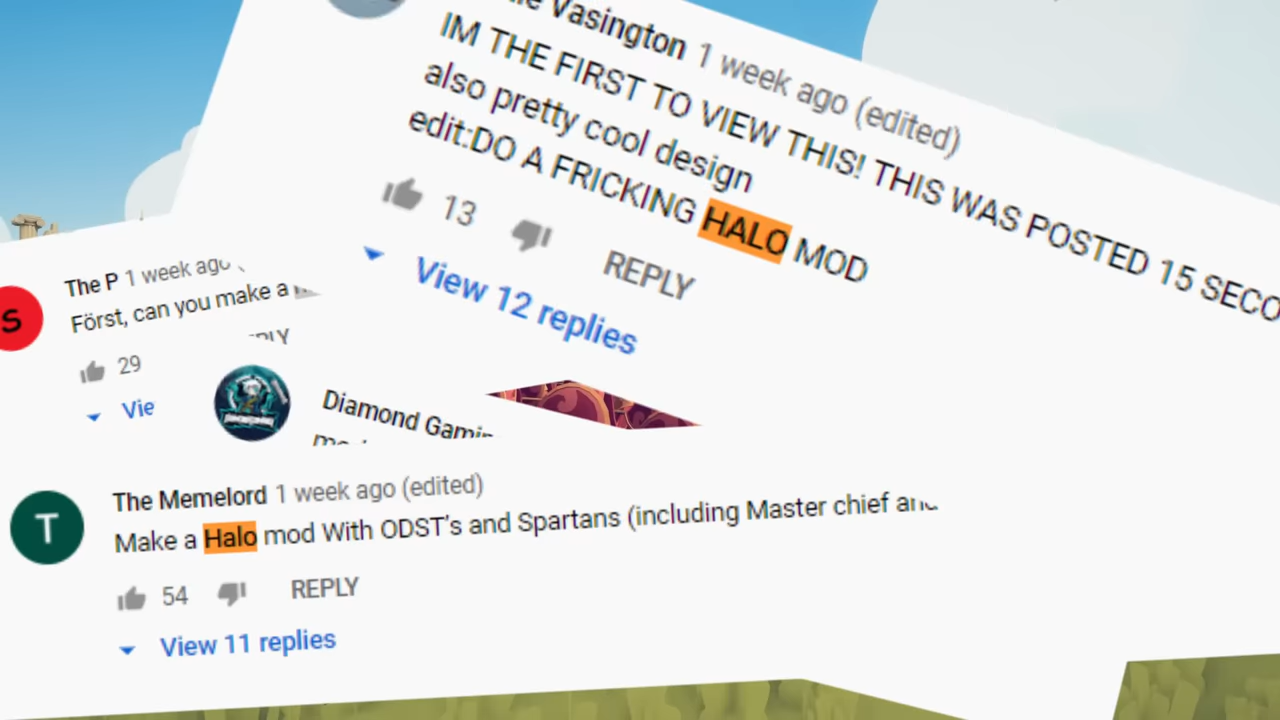 Vasington 1 week ago (edited)
IM THE FIRST TO VIEW THIS! THIS WAS POSTED 15
also pretty cool design
edit:DO A FRICKING HALO MOD
13 REPLY
View 12 replies
The P 1 week ago
Först, can you make a
29
S
Diamond
The Memelord 1 week ago (edited)
T
Make a Halo mod With ODST's and Spartans (including Master chief and
54 REPLY
View 11 replies